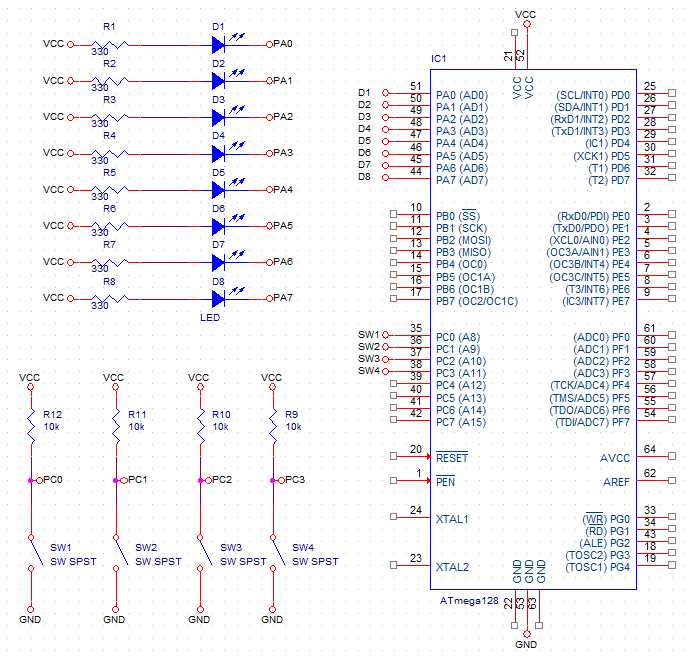 R1
VCC
D1
PA0
330
R2
VCC
D2
PA1
330
R3
VCC
D3
PA2
330
R4
VCC
D4
PA3
330
R5
VCC
D5
PA4
330
R6
VCC
D6
PA5
330
R7
VCC
D7
PA6
330
R8
VCC
D8
PA7
330
LED
VCC
R12
10k
PC0
SW1
SW SPST
GND
VCC
R11
10k
PC1
SW2
SW SPST
GND
VCC
R10
10k
PC2
SW3
SW SPST
GND
VCC
R9
10k
PC3
SW4
SW SPST
GND
VCC
IC1
21 52
VCC VCC
D1 51 PA0 (AD0)
D2 50 PA1 (AD1)
D3 49 PA2 (AD2)
D4 48 PA3 (AD3)
D5 47 PA4 (AD4)
D6 46 PA5 (AD5)
D7 45 PA6 (AD6)
D8 44 PA7 (AD7)
10 PB0 (SS)
11 PB1 (SCK)
12 PB2 (MOSI)
13 PB3 (MISO)
14 PB4 (OC0)
15 PB5 (OC1A)
16 PB6 (OC1B)
17 PB7 (OC2/OC1C)
SW1 35 PC0 (A8)
SW2 36 PC1 (A9)
SW3 37 PC2 (A10)
SW4 38 PC3 (A11)
39 PC4 (A12)
40 PC5 (A13)
41 PC6 (A14)
42 PC7 (A15)
20 RESET
1 PEN
24 XTAL1
23 XTAL2
(SCL/INT0) PD0 25
(SDA/INT1) PD1 26
(RxD1/INT2) PD2 27
(TxD1/INT3) PD3 28
(IC1) PD4 29
(XCK1) PD5 30
(T1) PD6 31
(T2) PD7 32
(RxD0/PDI) PE0 2
(TxD0/PDO) PE1 3
(XCL0/AIN0) PE2 4
(OC3A/AIN1) PE3 5
(OC3B/INT4) PE4 6
(OC3C/INT5) PE5 7
(T3/INT6) PE6 8
(IC3/INT7) PE7 9
(ADC0) PF0 61
(ADC1) PF1 60
(ADC2) PF2 59
(ADC3) PF3 58
(TCK/ADC4) PF4 57
(TMS/ADC5) PF5 56
(TDO/ADC6) PF6 55
(TDI/ADC7) PF7 54
AVCC 64
AREF 62
(WR) PG0 33
(RD) PG1 34
(ALE) PG2 43
(TOSC2) PG3 18
(TOSC1) PG4 19
GND GND GND
ATmega128
22 53 63
GND